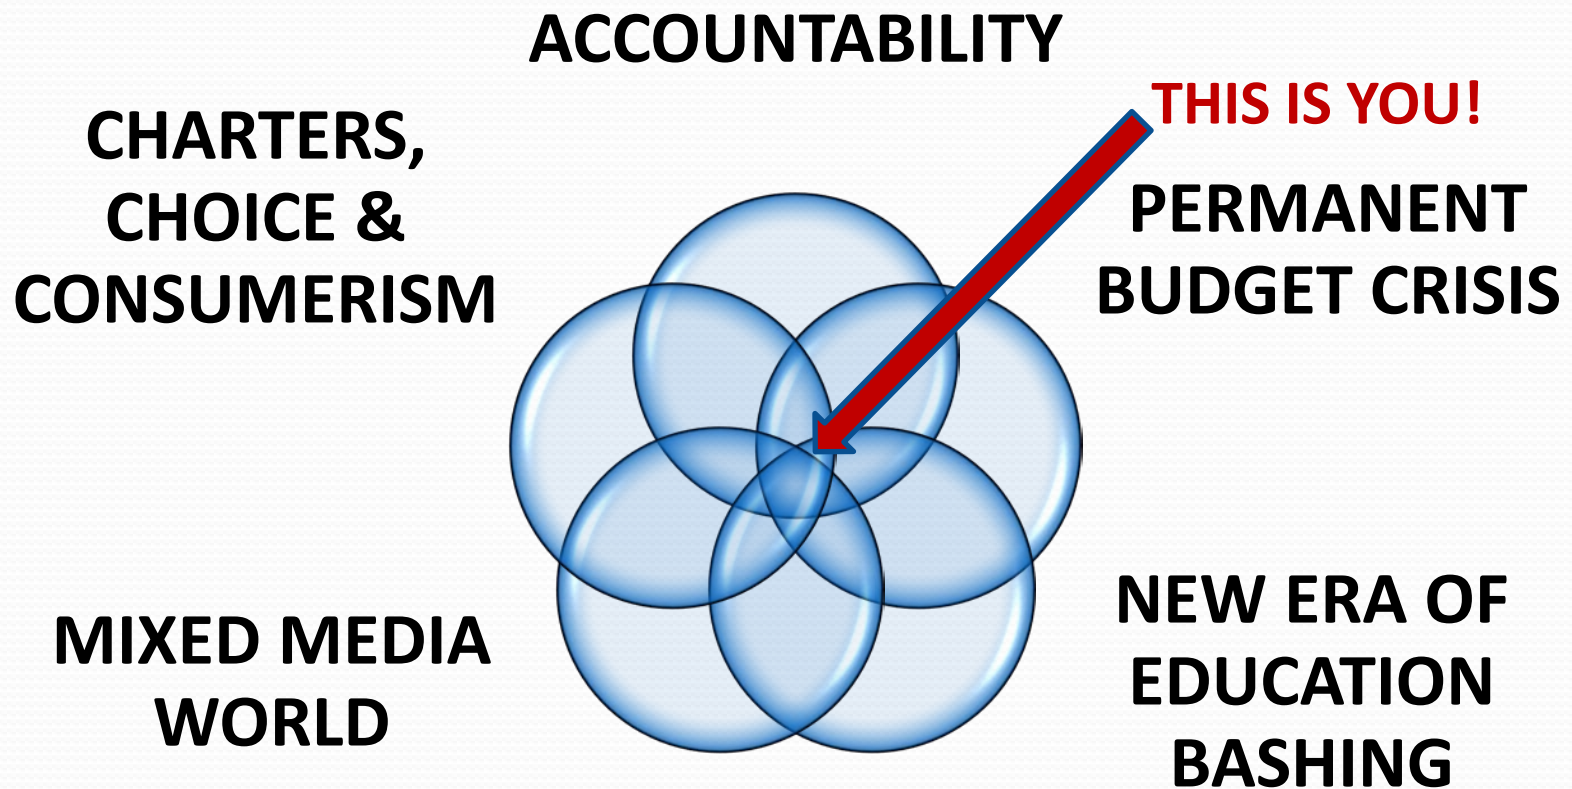 ACCOUNTABILITY
THIS IS YOU!
CHARTERS,
CHOICE &
CONSUMERISM
PERMANENT
BUDGET CRISIS
MIXED MEDIA
WORLD
NEW ERA OF
EDUCATION
BASHING